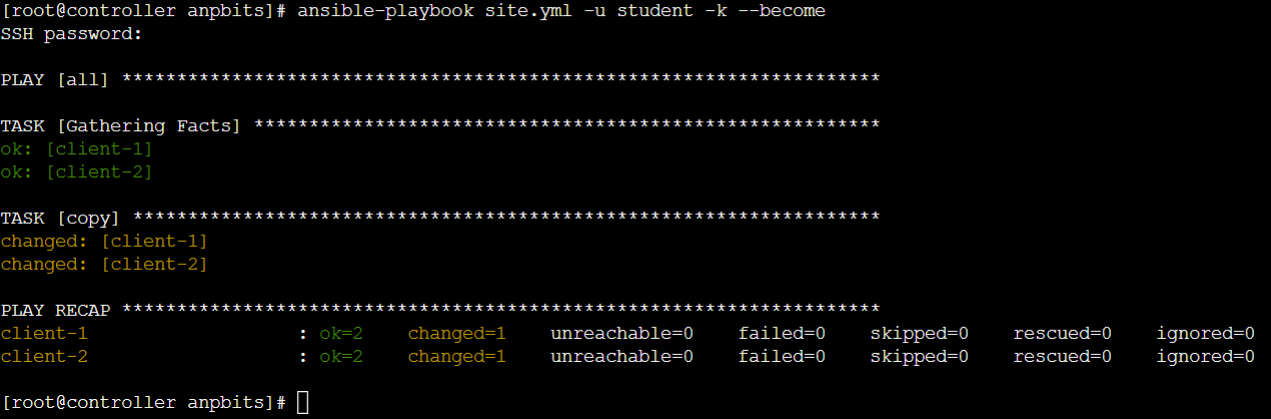 [root@controller anpbits]# ansible-playbook site.yml -u student -k --become
SSH password:
PLAY [all] *********************************************************************
TASK [Gathering Facts] *********************************************************
ok: [client-1]
ok: [client-2]
TASK [copy] ********************************************************************
changed: [client-1]
changed: [client-2]
PLAY RECAP *********************************************************************
client-1 : ok=2 changed=1 unreachable=0 failed=0 skipped=0 rescued=0 ignored=0
client-2 : ok=2 changed=1 unreachable=0 failed=0 skipped=0 rescued=0 ignored=0
[root@controller anpbits]#